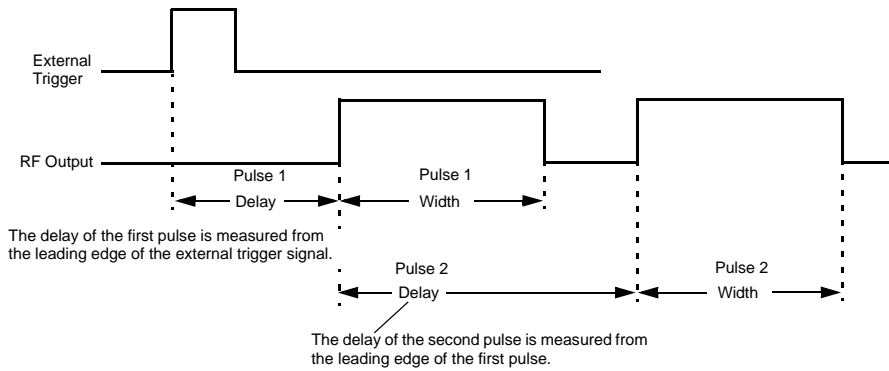 External
Trigger
RF Output
Pulse 1
Delay
Pulse 1
Width
The delay of the first pulse is measured from
the leading edge of the external trigger signal.
Pulse 2
Delay
Pulse 2
Width
The delay of the second pulse is measured from
the leading edge of the first pulse.